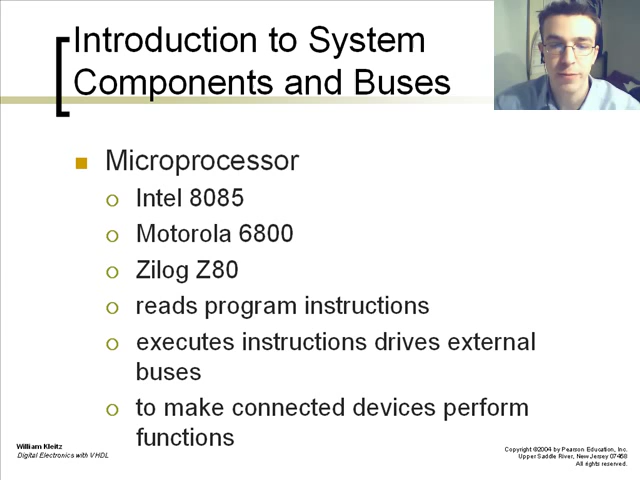 Introduction to System
Components and Buses
Microprocessor
Intel 8085
Motorola 6800
Zilog Z80
reads program instructions
executes instructions drives external
buses
to make connected devices perform
functions
William Kleitz
Digital Electronics with VHDL
Copyright ©2004 by Pearson Education, Inc.
Upper Saddle River, New Jersey 07458
All rights reserved.